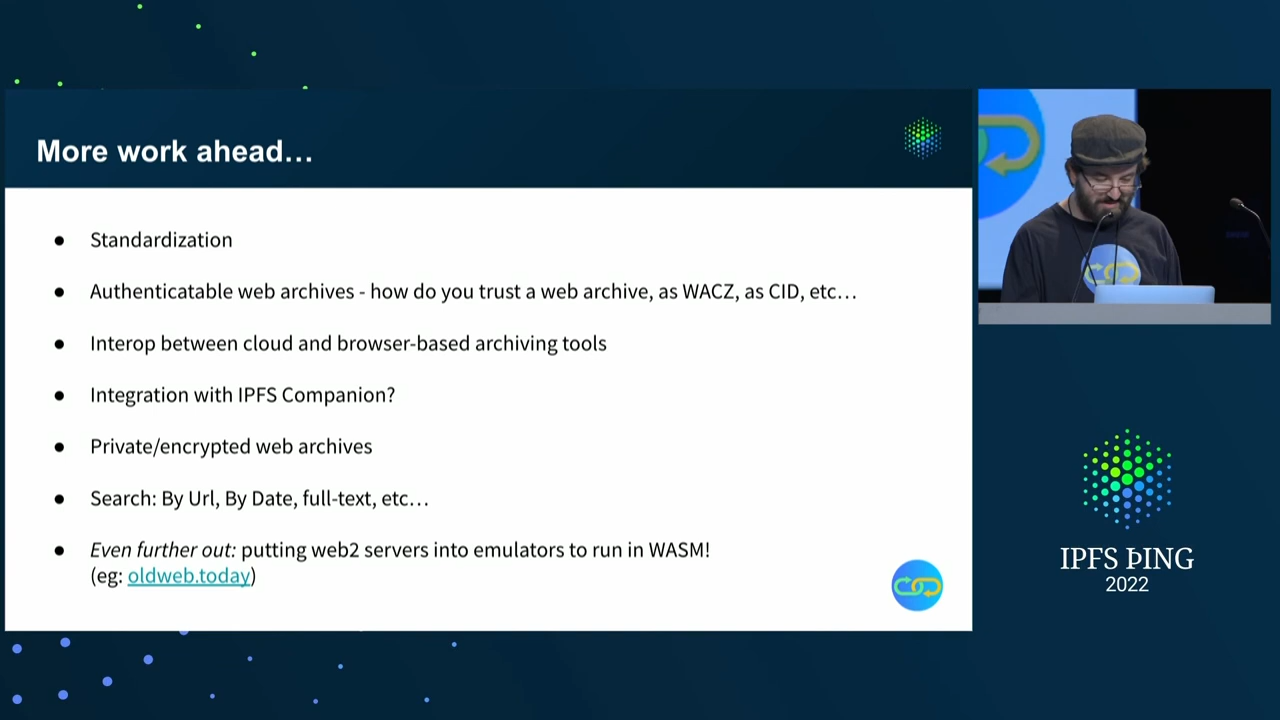 More work ahead…
● Standardization
● Authenticatable web archives - how do you trust a web archive, as WACZ, as CID, etc…
● Interop between cloud and browser-based archiving tools
● Integration with IPFS Companion?
● Private/encrypted web archives
● Search: By Url, By Date, full-text, etc…
● Even further out: putting web2 servers into emulators to run in WASM!
(eg: oldweb.today)
IPFS ÞING
2022